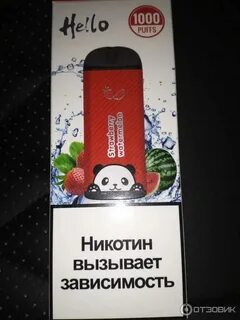 Hello
1000
PUFFS
Strawberry
watermelon
Никотин
вызывает
зависимость
ОТЗОВИК